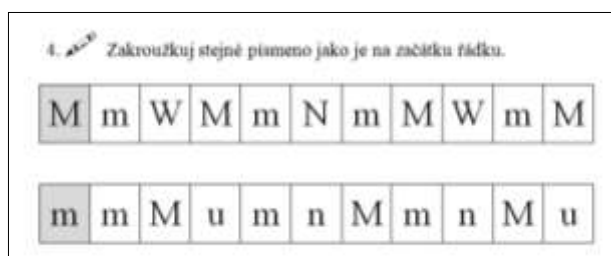 4. Zakroužkuj stejné písmeno jako je na začátku řádku.
M m W M m N m M W m M
m m M u m n M m n M u